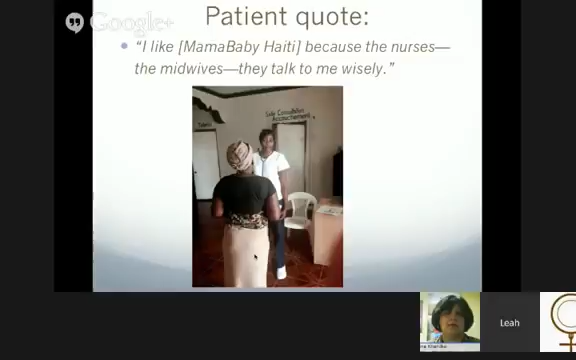 Google+
Patient quote:
“I like [MamaBaby Haiti] because the nurses—
the midwives—they talk to me wisely.”
Leah